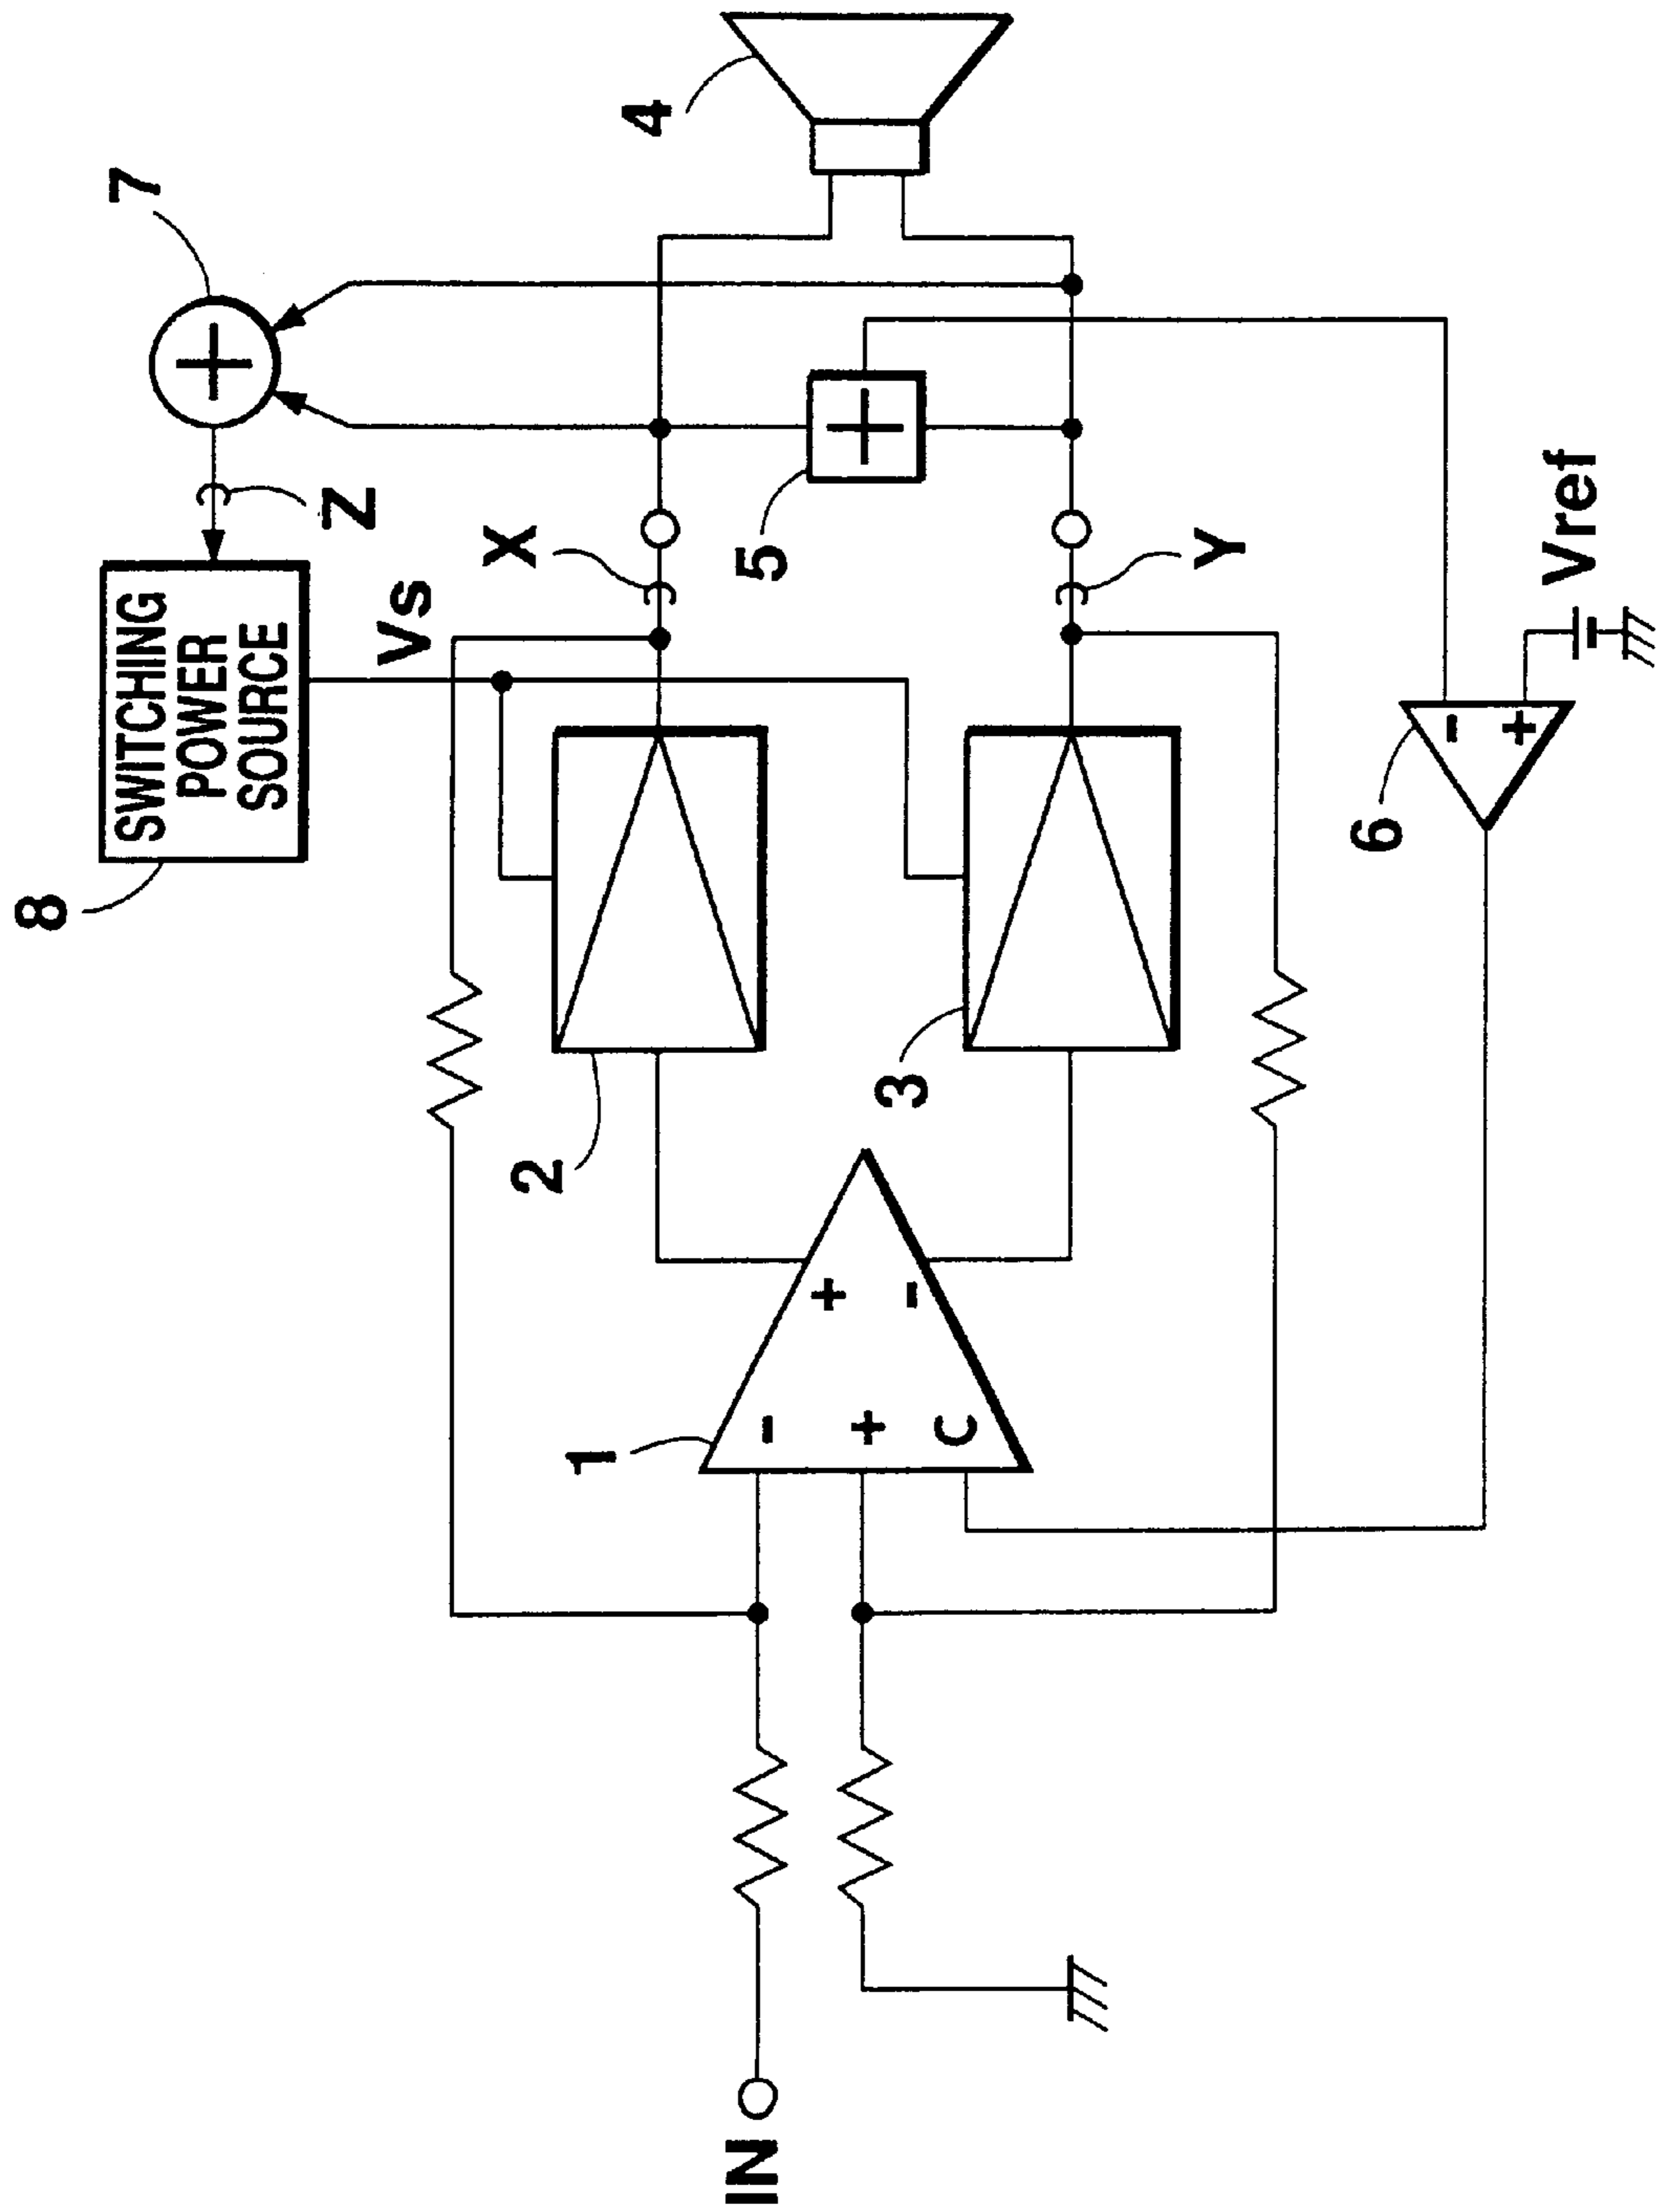 4
7
Z
X
5
Y
Vref
Vs
SWITCHING
POWER
SOURCE
8
2
3
-
+
6
+
-
1
-
+
C
IN